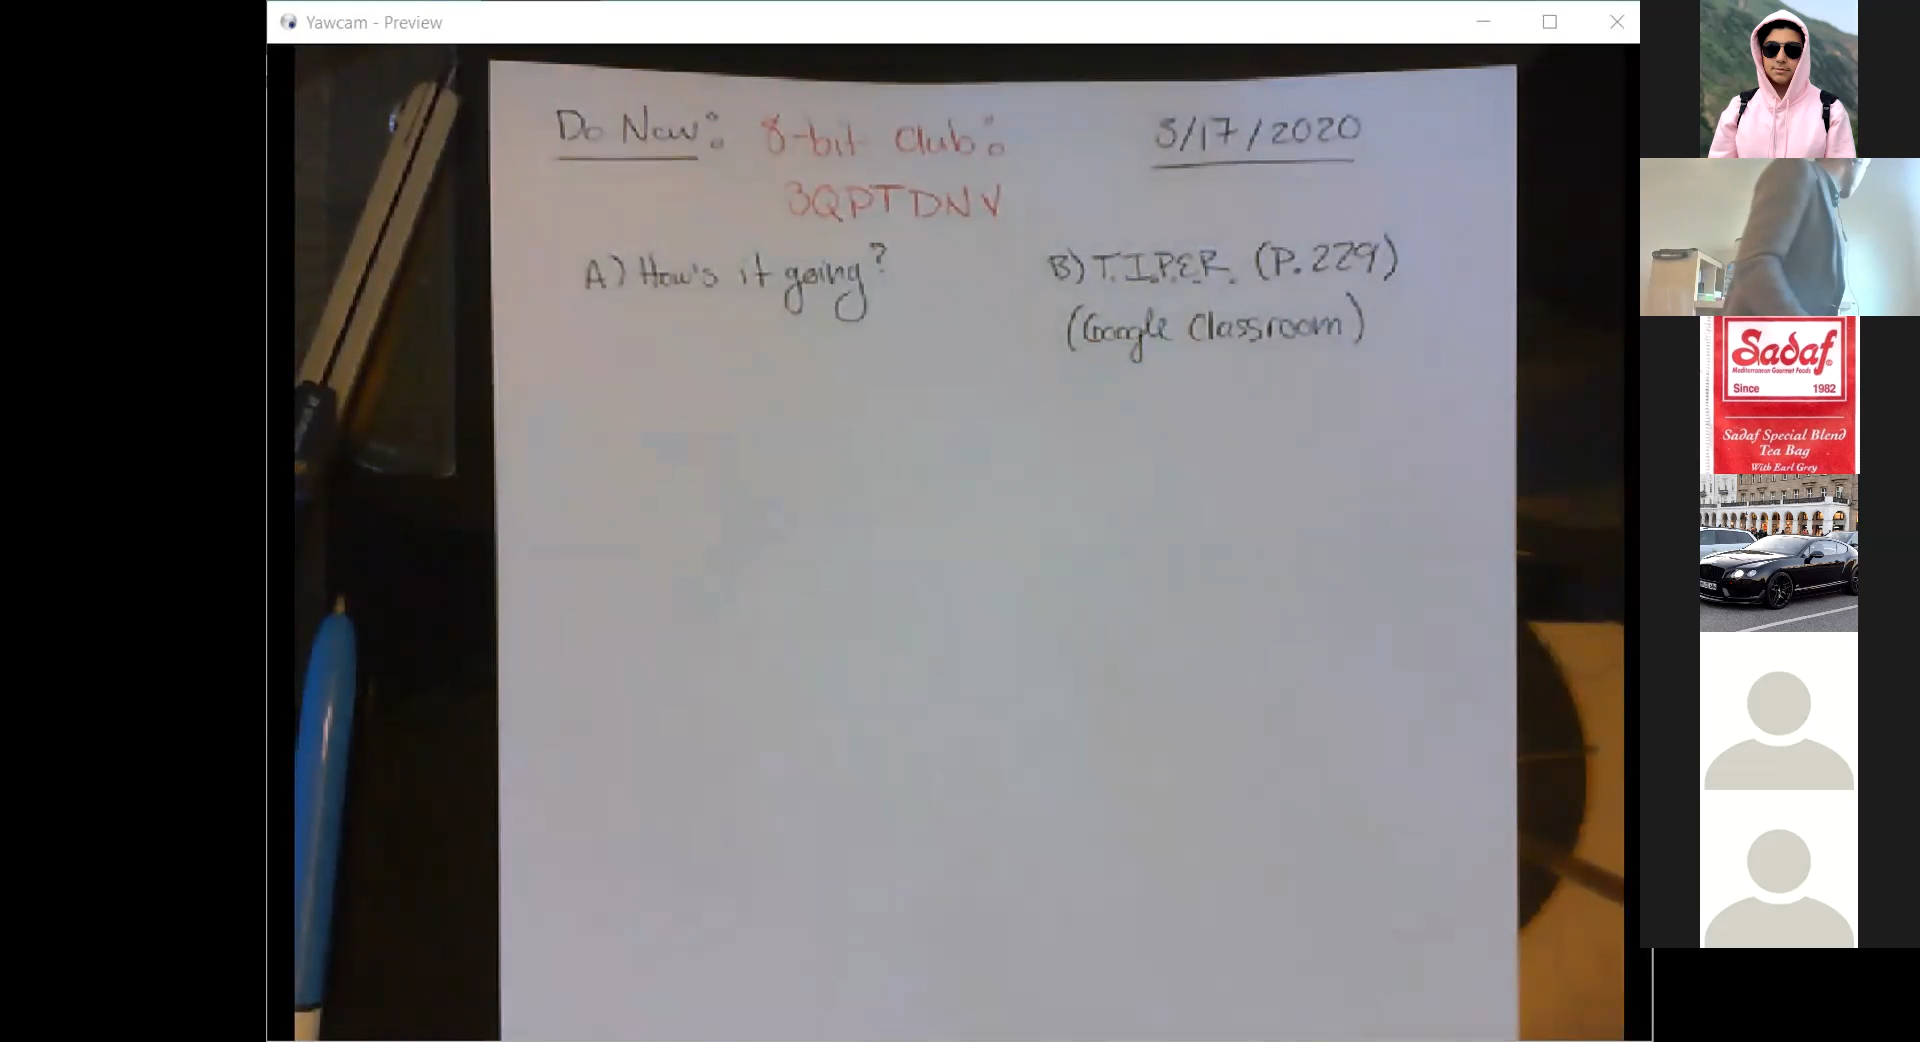 Yawcam - Preview
Do Now: 8-bit Club: 5/17/2020
3QPTDNV
A) How's it going?
B) T.I.P.E.R. (P. 229)
(Google Classroom)
Sadaf
Mediterranean Gourmet Foods
Since 1982
Sadaf Special Blend
Tea Bag
With Earl Grey